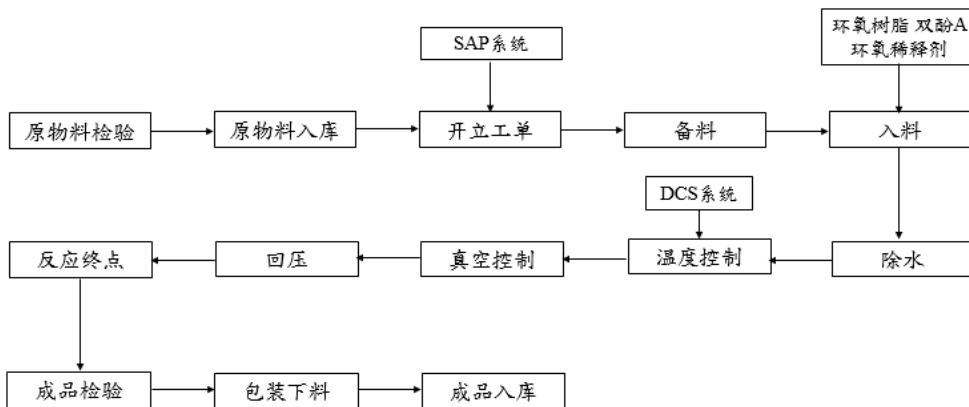 SAP系统
环氧树脂 双酚A
环氧稀释剂
原物料检验
原物料入库
开立工单
备料
入料
DCS系统
反应终点
回压
真空控制
温度控制
除水
成品检验
包装下料
成品入库